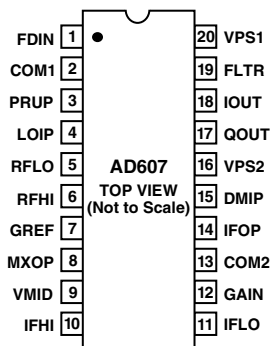 FDIN 1 20 VPS1
COM1 2 19 FLTR
PRUP 3 18 IOUT
LOIP 4 17 QOUT
RFLO 5 AD607 16 VPS2
RFHI 6 TOP VIEW 15 DMIP
GREF 7 (Not to Scale) 14 IFOP
MXOP 8 13 COM2
VMID 9 12 GAIN
IFHI 10 11 IFLO